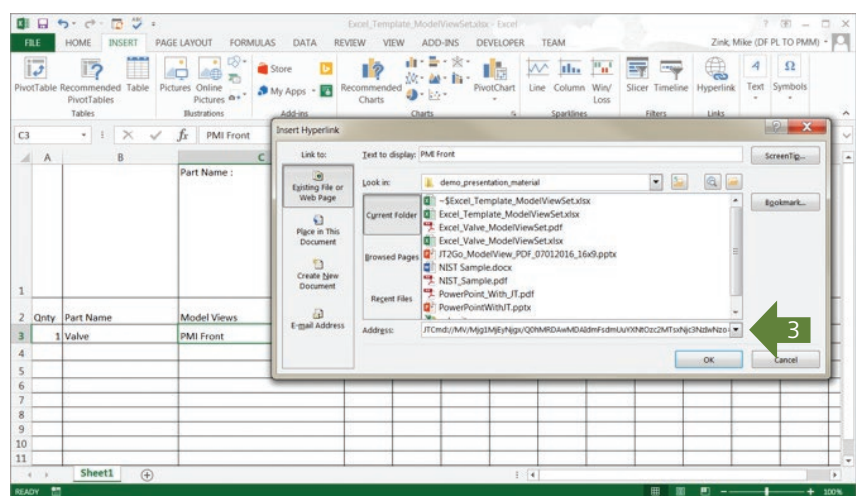 Excel_Template_ModelViewSet.xlsx - Excel
FILE HOME INSERT PAGE LAYOUT FORMULAS DATA REVIEW VIEW ADD-INS DEVELOPER TEAM Zink, Mike (DF PL TO PMM)
PivotTable Recommended PivotTables Table Pictures Online Pictures Store My Apps Recommended Charts PivotChart Line Column Win/Loss Slicer Timeline Hyperlink Text Symbols
Tables Illustrations Add-ins Charts Sparklines Filters Links
C3 fx PMI Front
A B C
Insert Hyperlink
Link to: Text to display: PMI Front ScreenTip...
Existing File or Web Page
Look in: demo_presentation_material
Bookmark...
Current Folder
~$Excel_Template_ModelViewSet.xlsx
Excel_Template_ModelViewSet.xlsx
Excel_Valve_ModelViewSet.pdf
Excel_Valve_ModelViewSet.xlsx
Place in This Document
Browsed Pages
JT2Go_ModelView_PDF_07012016_16x9.pptx
NIST Sample.docx
NIST_Sample.pdf
Create New Document
Recent Files
PowerPoint_With_JT.pdf
PowerPointWithJT.pptx
E-mail Address
Address:
3
OK Cancel
Part Name :
1
2 Qnty Part Name Model Views
3 1 Valve PMI Front
4
5
6
7
8
9
10
11
Sheet1
READY 100%